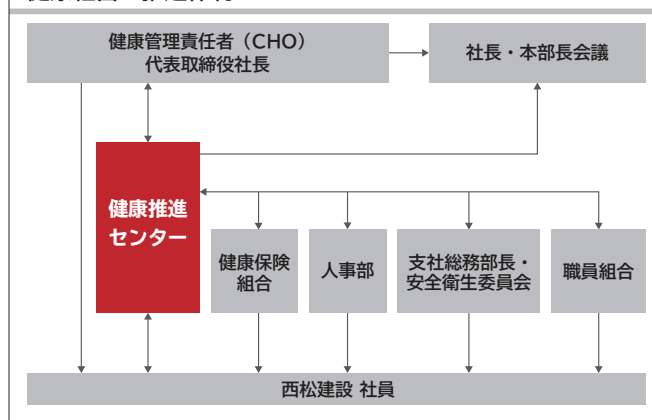 健康管理責任者（CHO）
代表取締役社長
社長・本部長会議
健康推進
センター
健康保険
組合
人事部
支社総務部長・
安全衛生委員会
職員組合
西松建設 社員